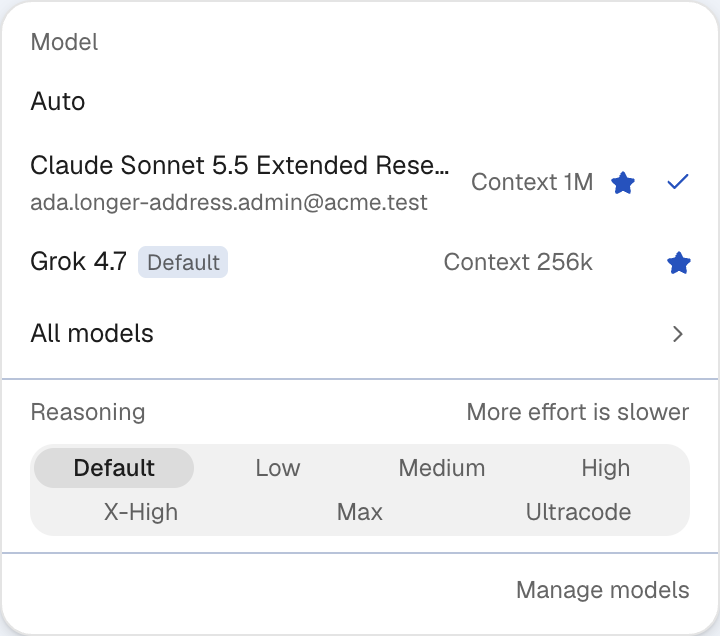 Model
Auto
Claude Sonnet 5.5 Extended Rese...
Context 1M
ada.longer-address.admin@acme.test
Grok 4.7 Default Context 256k
All models
Reasoning More effort is slower
Default Low Medium High
X-High Max Ultracode
Manage models